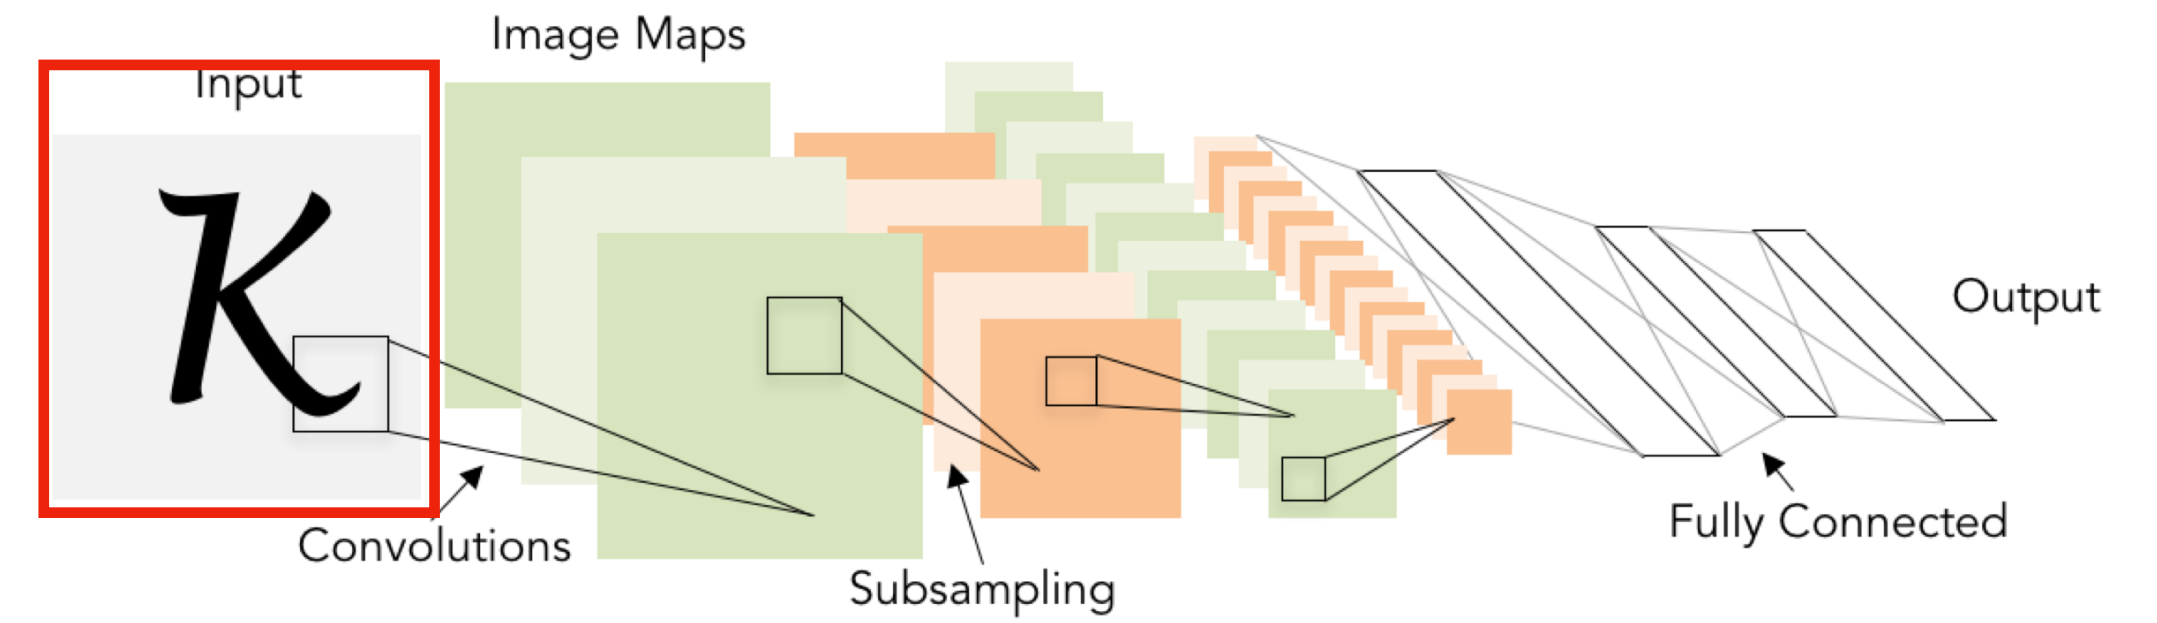 Image Maps
Input
K
Output
Convolutions
Subsampling
Fully Connected